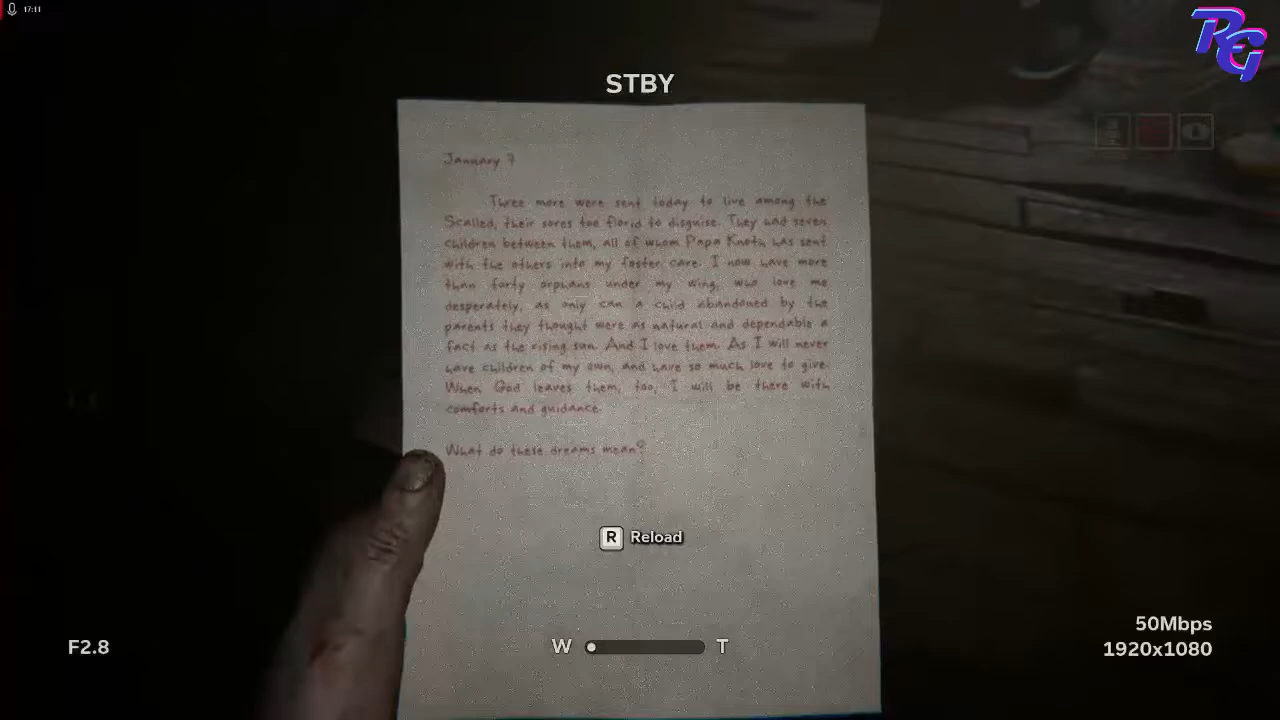 17:11
RG
STBY
January 7
Three more were sent today to live among the
Scalled, their sores too florid to disguise. They had seven
children between them, all of whom Papa Knoth has sent
with the others into my foster care. I now have more
than forty orphans under my wing, who love me
desperately, as only can a child abandoned by the
parents they thought were as natural and dependable a
fact as the rising sun. And I love them. As I will never
have children of my own, and have so much love to give.
When God leaves them, too, I will be there with
comforts and guidance.
What do these dreams mean?
R Reload
F2.8
W T
50Mbps
1920x1080